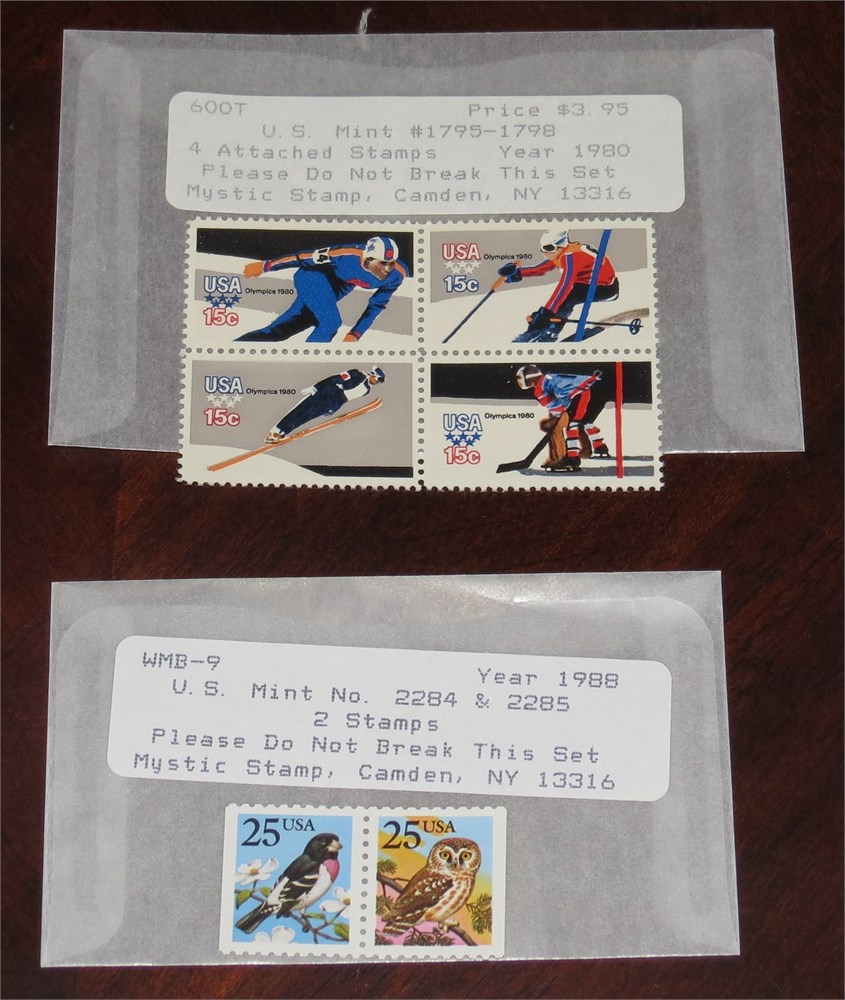 600T Price $3.95
U.S. Mint #1795-1798
4 Attached Stamps Year 1980
Please Do Not Break This Set
Mystic Stamp, Camden, NY 13316
14
USA Olympics 1980
15c
USA Olympics 1980
15c
USA Olympics 1980
15c
USA Olympics 1980
15c
WMB-9 Year 1988
U.S. Mint No. 2284 & 2285
2 Stamps
Please Do Not Break This Set
Mystic Stamp, Camden, NY 13316
25 USA
25 USA